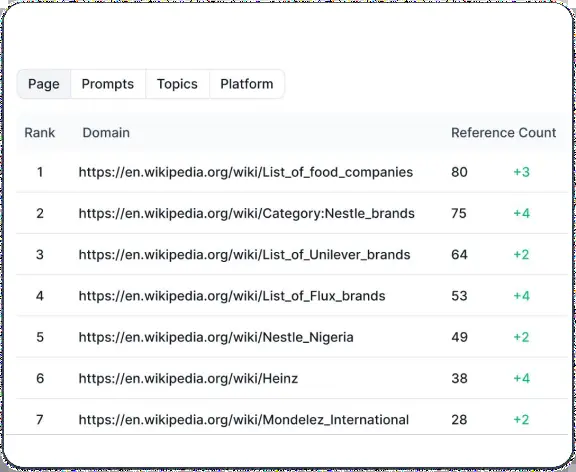 Page Prompts Topics Platform
Rank Domain Reference Count
1 https://en.wikipedia.org/wiki/List_of_food_companies 80 +3
2 https://en.wikipedia.org/wiki/Category:Nestle_brands 75 +4
3 https://en.wikipedia.org/wiki/List_of_Unilever_brands 64 +2
4 https://en.wikipedia.org/wiki/List_of_Flux_brands 53 +4
5 https://en.wikipedia.org/wiki/Nestle_Nigeria 49 +2
6 https://en.wikipedia.org/wiki/Heinz 38 +4
7 https://en.wikipedia.org/wiki/Mondelez_International 28 +2